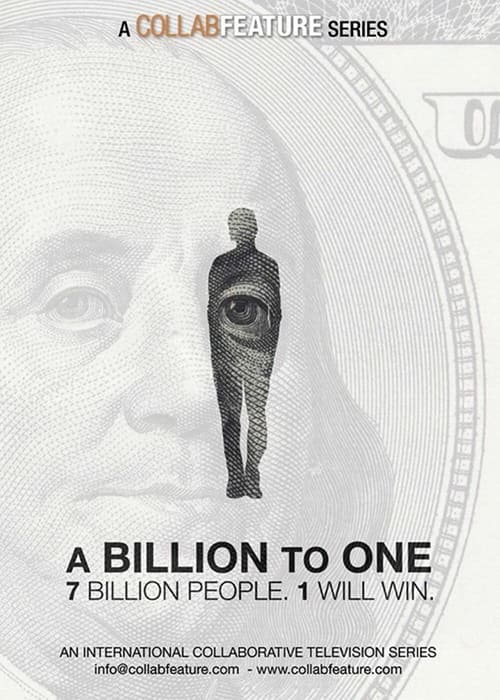 A COLLABFEATURE SERIES
A BILLION TO ONE
7 BILLION PEOPLE. 1 WILL WIN.
AN INTERNATIONAL COLLABORATIVE TELEVISION SERIES
info@collabfeature.com - www.collabfeature.com